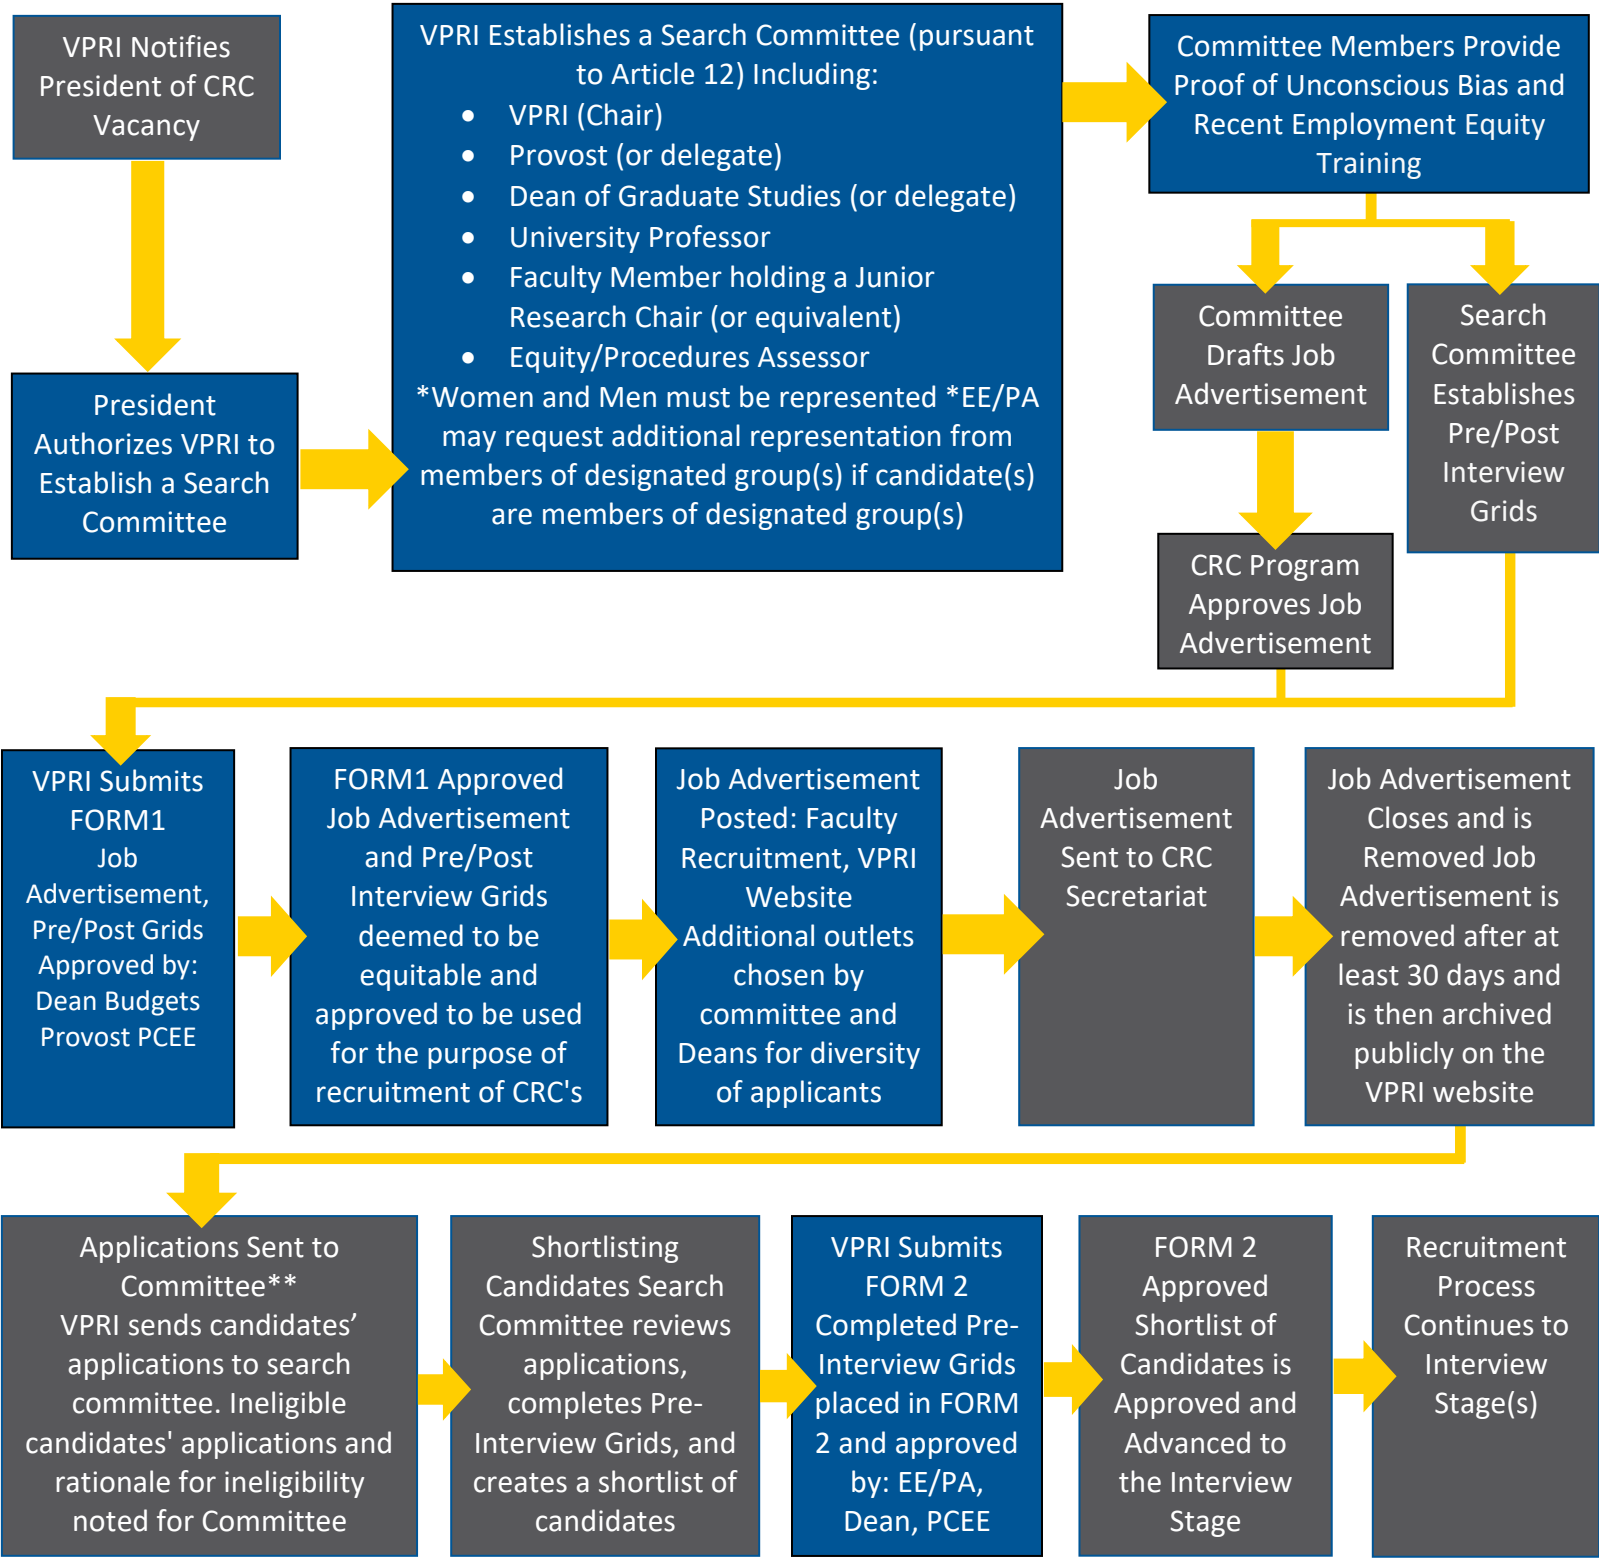 VPRI Notifies
President of CRC
Vacancy
President
Authorizes VPRI to
Establish a Search
Committee
VPRI Establishes a Search Committee (pursuant
to Article 12) Including:
• VPRI (Chair)
• Provost (or delegate)
• Dean of Graduate Studies (or delegate)
• University Professor
• Faculty Member holding a Junior
Research Chair (or equivalent)
• Equity/Procedures Assessor
*Women and Men must be represented *EE/PA
may request additional representation from
members of designated group(s) if candidate(s)
are members of designated group(s)
Committee Members Provide
Proof of Unconscious Bias and
Recent Employment Equity
Training
Committee
Drafts Job
Advertisement
CRC Program
Approves Job
Advertisement
Search
Committee
Establishes
Pre/Post
Interview
Grids
VPRI Submits
FORM1
Job
Advertisement,
Pre/Post Grids
Approved by:
Dean Budgets
Provost PCEE
FORM1 Approved
Job Advertisement
and Pre/Post
Interview Grids
deemed to be
equitable and
approved to be used
for the purpose of
recruitment of CRC's
Job Advertisement
Posted: Faculty
Recruitment, VPRI
Website
Additional outlets
chosen by
committee and
Deans for diversity
of applicants
Job
Advertisement
Sent to CRC
Secretariat
Job Advertisement
Closes and is
Removed Job
Advertisement is
removed after at
least 30 days and
is then archived
publicly on the
VPRI website
Applications Sent to
Committee**
VPRI sends candidates’
applications to search
committee. Ineligible
candidates' applications and
rationale for ineligibility
noted for Committee
Shortlisting
Candidates Search
Committee reviews
applications,
completes Pre-
Interview Grids, and
creates a shortlist of
candidates
VPRI Submits
FORM 2
Completed Pre-
Interview Grids
placed in FORM
2 and approved
by: EE/PA,
Dean, PCEE
FORM 2
Approved
Shortlist of
Candidates is
Approved and
Advanced to
the Interview
Stage
Recruitment
Process
Continues to
Interview
Stage(s)